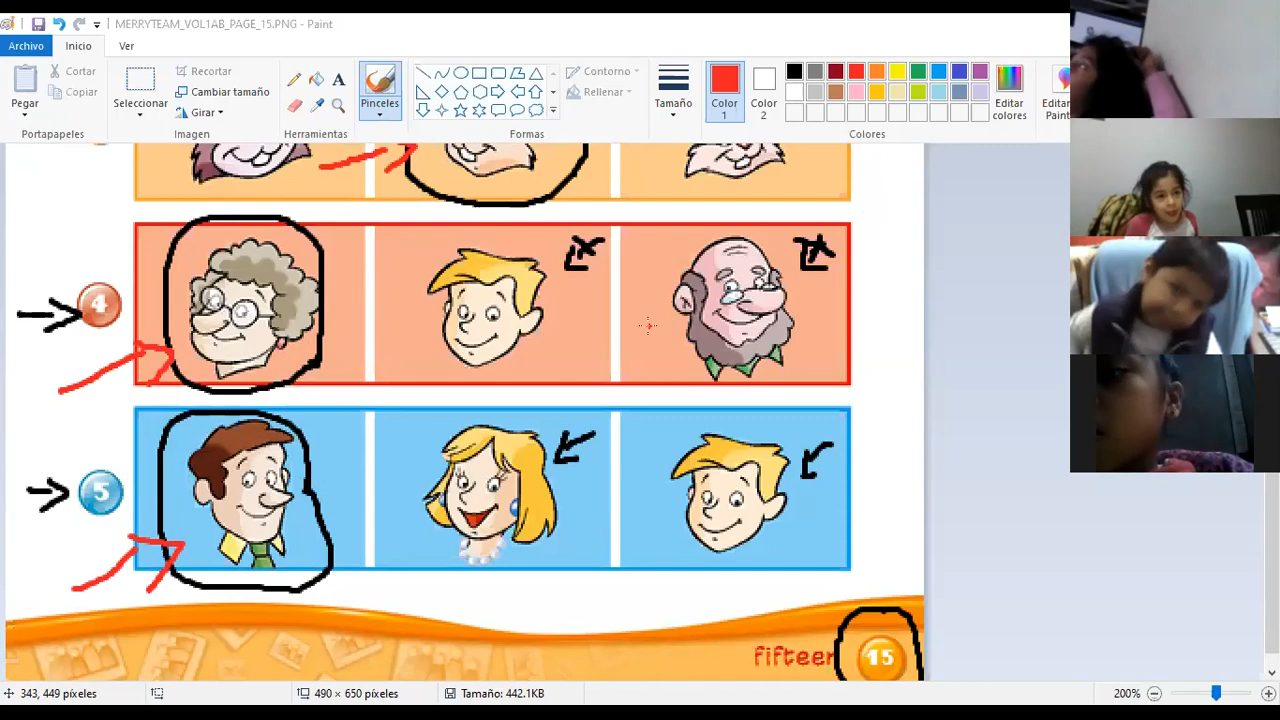 MERRYTEAM_VOL1AB_PAGE_15.PNG - Paint
Archivo Inicio Ver
Pegar
Cortar
Copiar
Portapapeles
Seleccionar
Recortar
Cambiar tamaño
Girar
Imagen
A
Herramientas
Pinceles
Contorno
Rellenar
Formas
Tamaño
Color 1
Color 2
Editar colores
Colores
Editar
4
5
fifteen 15
343, 449 píxeles
490 × 650 píxeles
Tamaño: 442.1KB
200%